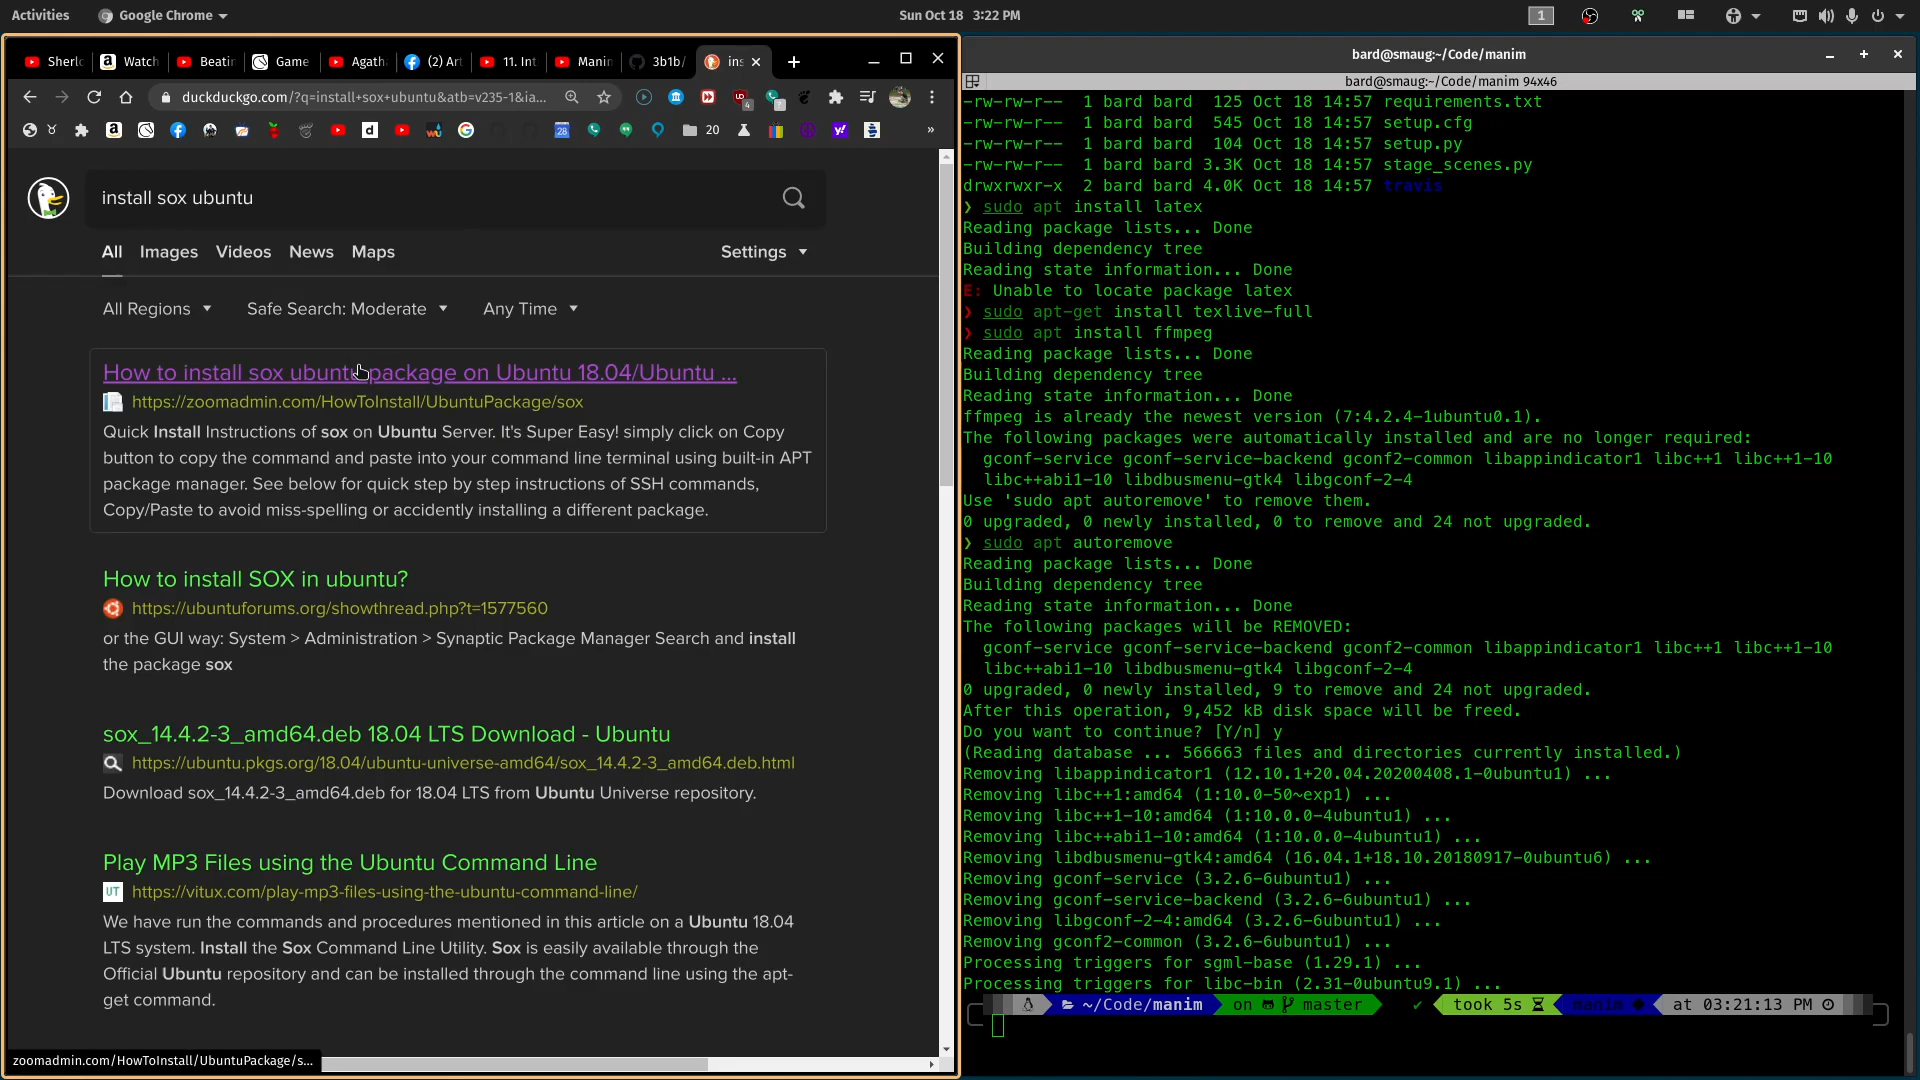 Activities
Google Chrome
Sun Oct 18 3:22 PM
1
Sherlo
Watch
Beatin
Game
Agath
(2) Art
11. Int
Manin
3b1b/
ins
duckduckgo.com/?q=install+sox+ubuntu&atb=v235-1&ia...
20
install sox ubuntu
All Images Videos News Maps
Settings
All Regions
Safe Search: Moderate
Any Time
How to install sox ubuntu package on Ubuntu 18.04/Ubuntu ...
https://zoomadmin.com/HowToInstall/UbuntuPackage/sox
Quick Install Instructions of sox on Ubuntu Server. It's Super Easy! simply click on Copy
button to copy the command and paste into your command line terminal using built-in APT
package manager. See below for quick step by step instructions of SSH commands,
Copy/Paste to avoid miss-spelling or accidently installing a different package.
How to install SOX in ubuntu?
https://ubuntuforums.org/showthread.php?t=1577560
or the GUI way: System > Administration > Synaptic Package Manager Search and install
the package sox
sox_14.4.2-3_amd64.deb 18.04 LTS Download - Ubuntu
https://ubuntu.pkgs.org/18.04/ubuntu-universe-amd64/sox_14.4.2-3_amd64.deb.html
Download sox_14.4.2-3_amd64.deb for 18.04 LTS from Ubuntu Universe repository.
Play MP3 Files using the Ubuntu Command Line
UT
https://vitux.com/play-mp3-files-using-the-ubuntu-command-line/
We have run the commands and procedures mentioned in this article on a Ubuntu 18.04
LTS system. Install the Sox Command Line Utility. Sox is easily available through the
Official Ubuntu repository and can be installed through the command line using the apt-
get command.
zoomadmin.com/HowToInstall/UbuntuPackage/s...
bard@smaug:~/Code/manim
bard@smaug:~/Code/manim 94x46
-rw-rw-r-- 1 bard bard 125 Oct 18 14:57 requirements.txt
-rw-rw-r-- 1 bard bard 545 Oct 18 14:57 setup.cfg
-rw-rw-r-- 1 bard bard 104 Oct 18 14:57 setup.py
-rw-rw-r-- 1 bard bard 3.3K Oct 18 14:57 stage_scenes.py
drwxrwxr-x 2 bard bard 4.0K Oct 18 14:57 travis
❯ sudo apt install latex
Reading package lists... Done
Building dependency tree
Reading state information... Done
E: Unable to locate package latex
❯ sudo apt-get install texlive-full
❯ sudo apt install ffmpeg
Reading package lists... Done
Building dependency tree
Reading state information... Done
ffmpeg is already the newest version (7:4.2.4-1ubuntu0.1).
The following packages were automatically installed and are no longer required:
gconf-service gconf-service-backend gconf2-common libappindicator1 libc++1 libc++1-10
libc++abi1-10 libdbusmenu-gtk4 libgconf-2-4
Use 'sudo apt autoremove' to remove them.
0 upgraded, 0 newly installed, 0 to remove and 24 not upgraded.
❯ sudo apt autoremove
Reading package lists... Done
Building dependency tree
Reading state information... Done
The following packages will be REMOVED:
gconf-service gconf-service-backend gconf2-common libappindicator1 libc++1 libc++1-10
libc++abi1-10 libdbusmenu-gtk4 libgconf-2-4
0 upgraded, 0 newly installed, 9 to remove and 24 not upgraded.
After this operation, 9,452 kB disk space will be freed.
Do you want to continue? [Y/n] y
(Reading database ... 566663 files and directories currently installed.)
Removing libappindicator1 (12.10.1+20.04.20200408.1-0ubuntu1) ...
Removing libc++1:amd64 (1:10.0-50~exp1) ...
Removing libc++1-10:amd64 (1:10.0.0-4ubuntu1) ...
Removing libc++abi1-10:amd64 (1:10.0.0-4ubuntu1) ...
Removing libdbusmenu-gtk4:amd64 (16.04.1+18.10.20180917-0ubuntu6) ...
Removing gconf-service (3.2.6-6ubuntu1) ...
Removing gconf-service-backend (3.2.6-6ubuntu1) ...
Removing libgconf-2-4:amd64 (3.2.6-6ubuntu1) ...
Removing gconf2-common (3.2.6-6ubuntu1) ...
Processing triggers for sgml-base (1.29.1) ...
Processing triggers for libc-bin (2.31-0ubuntu9.1) ...
~/Code/manim on master ✔ took 5s manim at 03:21:13 PM